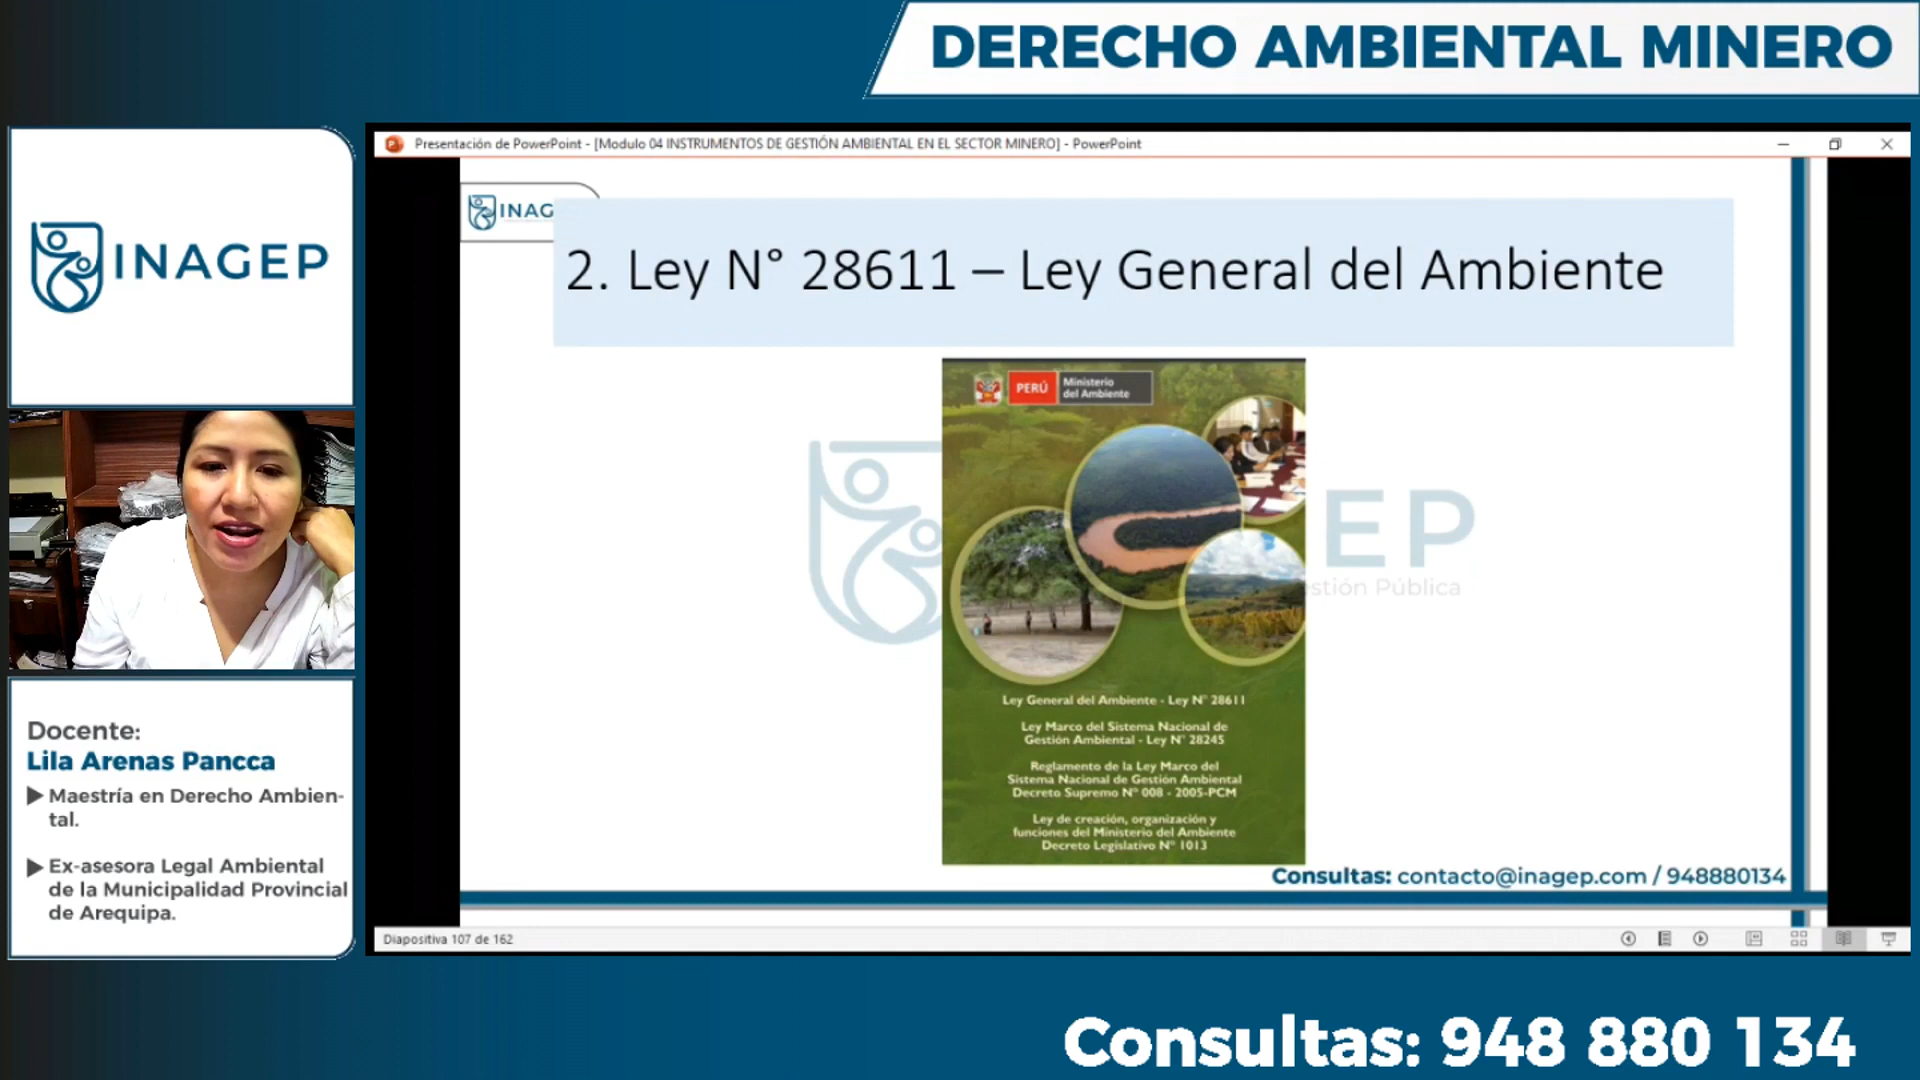 DERECHO AMBIENTAL MINERO
Presentación de PowerPoint - [Modulo 04 INSTRUMENTOS DE GESTIÓN AMBIENTAL EN EL SECTOR MINERO] - PowerPoint
INAGEP
INAG
2. Ley N° 28611 – Ley General del Ambiente
PERÚ
Ministerio
del Ambiente
EP
stión Pública
Ley General del Ambiente - Ley N° 28611
Ley Marco del Sistema Nacional de
Gestión Ambiental - Ley N° 28245
Reglamento de la Ley Marco del
Sistema Nacional de Gestión Ambiental
Decreto Supremo Nº 008 - 2005-PCM
Ley de creación, organización y
funciones del Ministerio del Ambiente
Decreto Legislativo Nº 1013
Consultas: contacto@inagep.com / 948880134
Diapositiva 107 de 162
Docente:
Lila Arenas Pancca
Maestría en Derecho Ambien-
tal.
Ex-asesora Legal Ambiental
de la Municipalidad Provincial
de Arequipa.
Consultas: 948 880 134